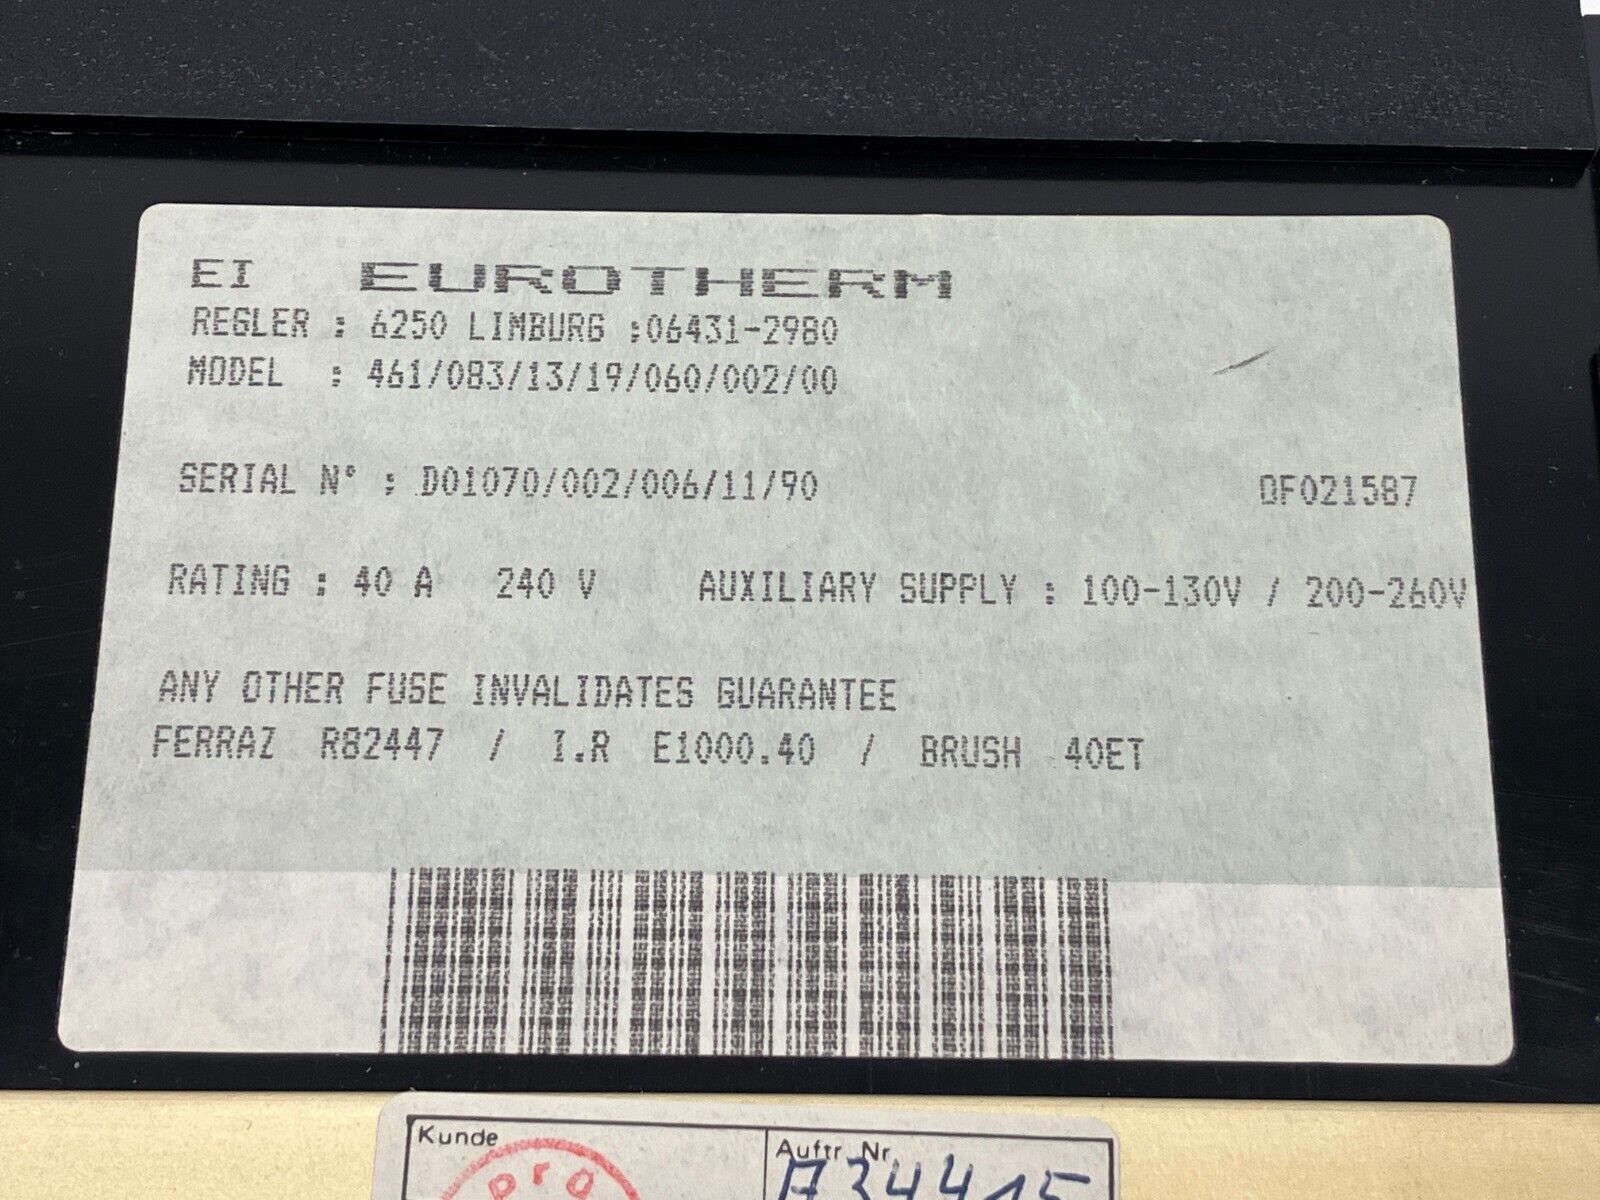 EI EUROTHERM
REGLER : 6250 LIMBURG :06431-2980
MODEL : 461/083/13/19/060/002/00
SERIAL N° : D01070/002/006/11/90 QF021587
RATING : 40 A 240 V AUXILIARY SUPPLY : 100-130V / 200-260V
ANY OTHER FUSE INVALIDATES GUARANTEE
FERRAZ R82447 / I.R E1000.40 / BRUSH 40ET
Kunde Auftr. Nr.
pro